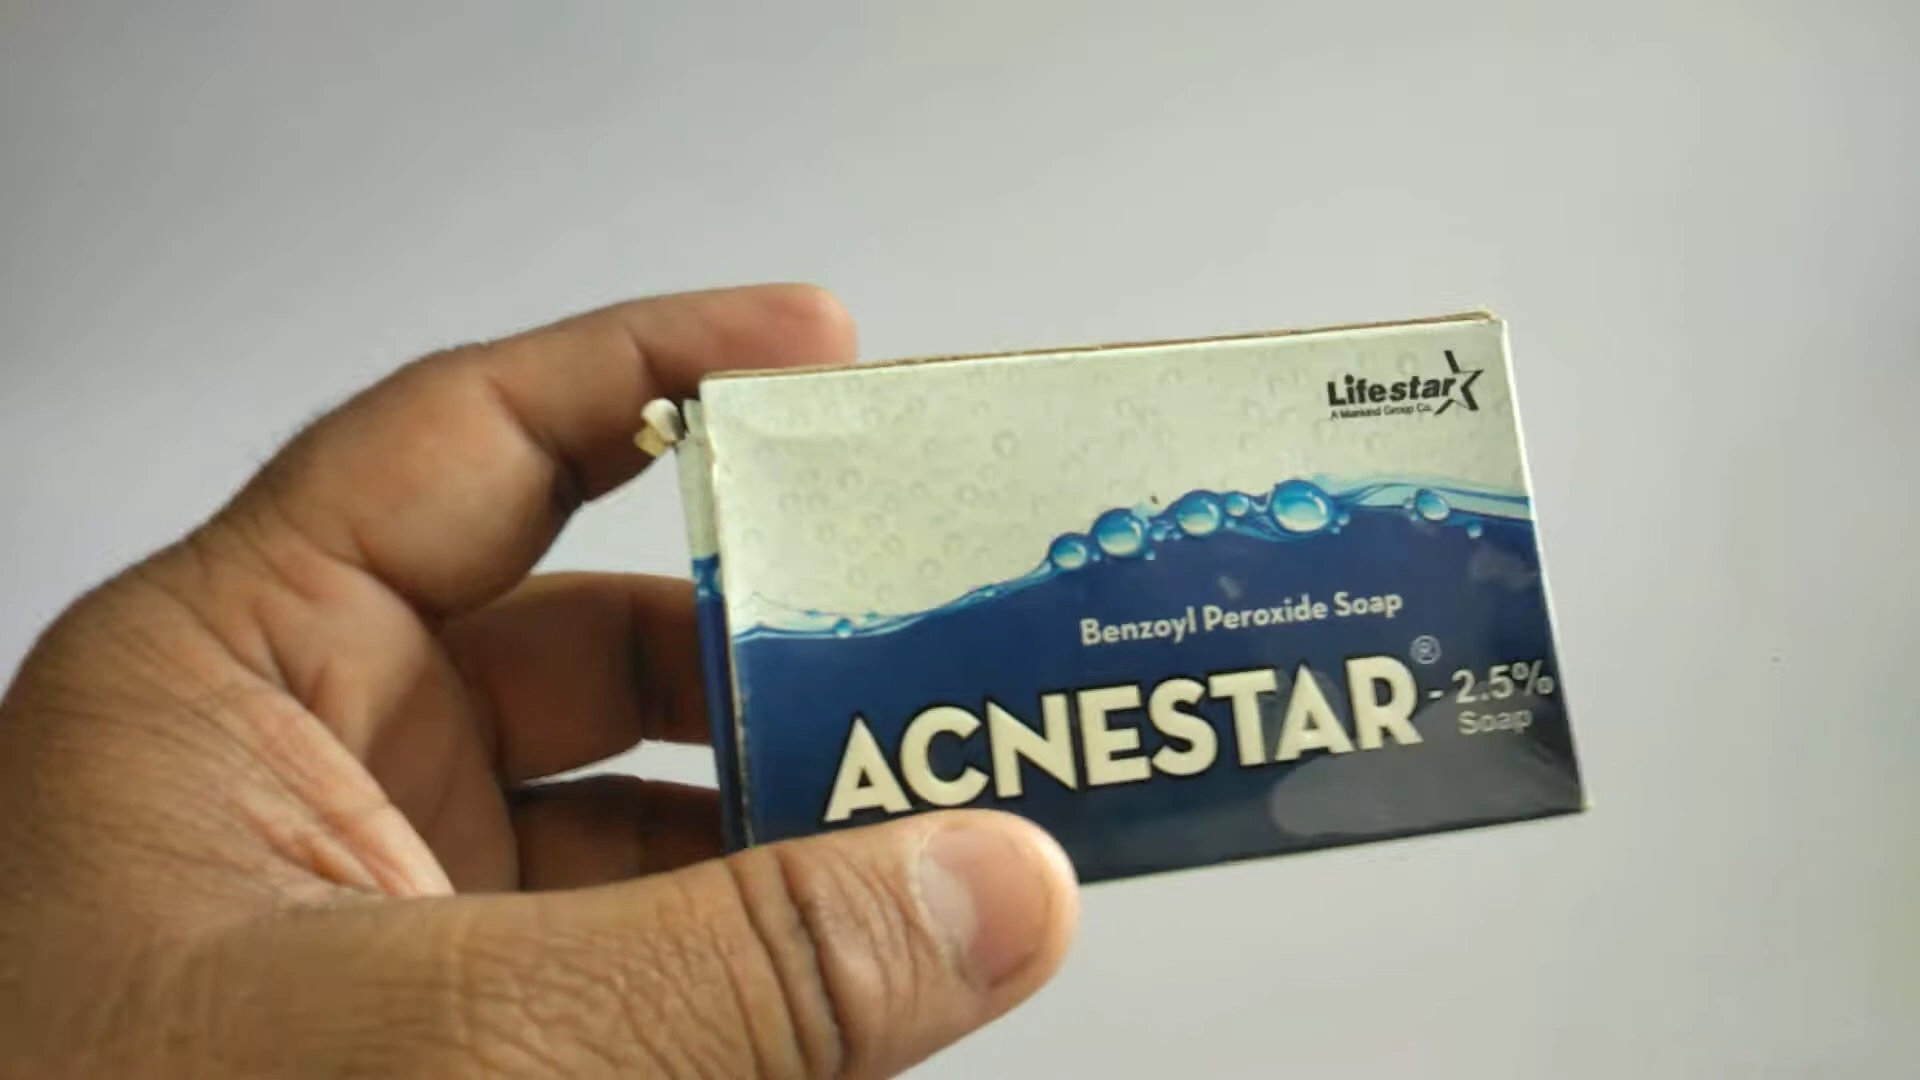 Lifestar
A Mankind Group Co.
Benzoyl Peroxide Soap
ACNESTAR® - 2.5%
Soap